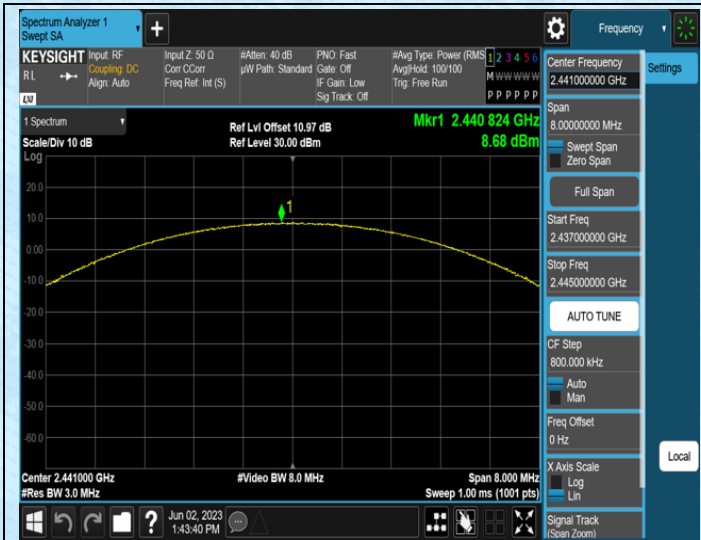 Spectrum Analyzer 1
Swept SA
+
Frequency
KEYSIGHT
RL
LXI
Input: RF
Coupling: DC
Align: Auto
Input Z: 50 Ω
Corr CCorr
Freq Ref: Int (S)
#Atten: 40 dB
µW Path: Standard
PNO: Fast
Gate: Off
IF Gain: Low
Sig Track: Off
#Avg Type: Power (RMS
Avg|Hold: 100/100
Trig: Free Run
1 2 3 4 5 6
M W W W W W
P P P P P P
1 Spectrum
Scale/Div 10 dB
Ref Lvl Offset 10.97 dB
Ref Level 30.00 dBm
Mkr1 2.440 824 GHz
8.68 dBm
Log
20.0
10.0
0.00
-10.0
-20.0
-30.0
-40.0
-50.0
-60.0
1
Center 2.441000 GHz
#Res BW 3.0 MHz
#Video BW 8.0 MHz
Span 8.000 MHz
Sweep 1.00 ms (1001 pts)
Jun 02, 2023
1:43:40 PM
?
Center Frequency
2.441000000 GHz
Settings
Span
8.00000000 MHz
Swept Span
Zero Span
Full Span
Start Freq
2.437000000 GHz
Stop Freq
2.445000000 GHz
AUTO TUNE
CF Step
800.000 kHz
Auto
Man
Freq Offset
0 Hz
X Axis Scale
Log
Lin
Local
Signal Track
(Span Zoom)